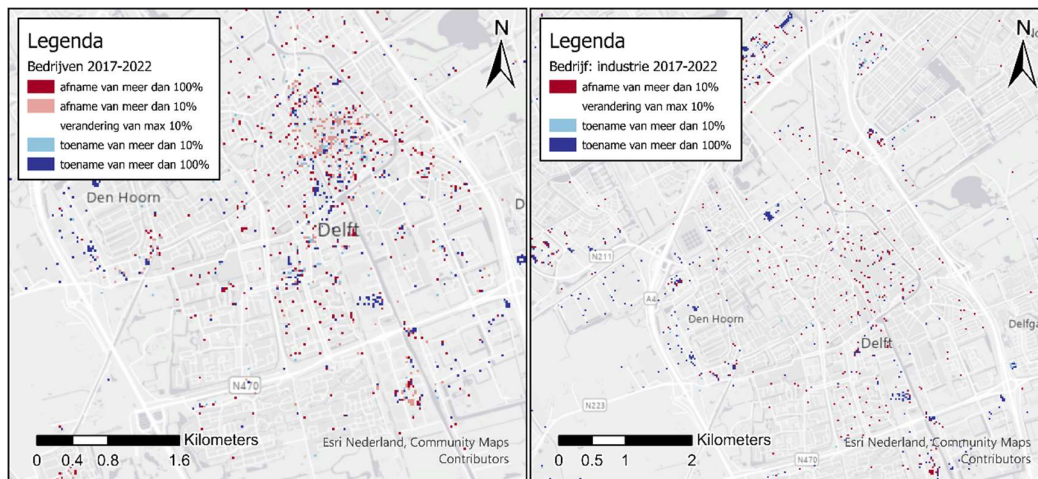 Legenda
Bedrijven 2017-2022
afname van meer dan 100%
afname van meer dan 10%
verandering van max 10%
toename van meer dan 10%
toename van meer dan 100%
N
Den Hoorn
Delft
D
N470
Kilometers
0 0.4 0.8 1.6
Esri Nederland, Community Maps
Contributors
Legenda
Bedrijf: industrie 2017-2022
afname van meer dan 10%
verandering van max 10%
toename van meer dan 10%
toename van meer dan 100%
N
N211
A4
Den Hoorn
Delfga
Delft
N223
N470
Kilometers
0 0.5 1 2
Esri Nederland, Community Maps
Contributors